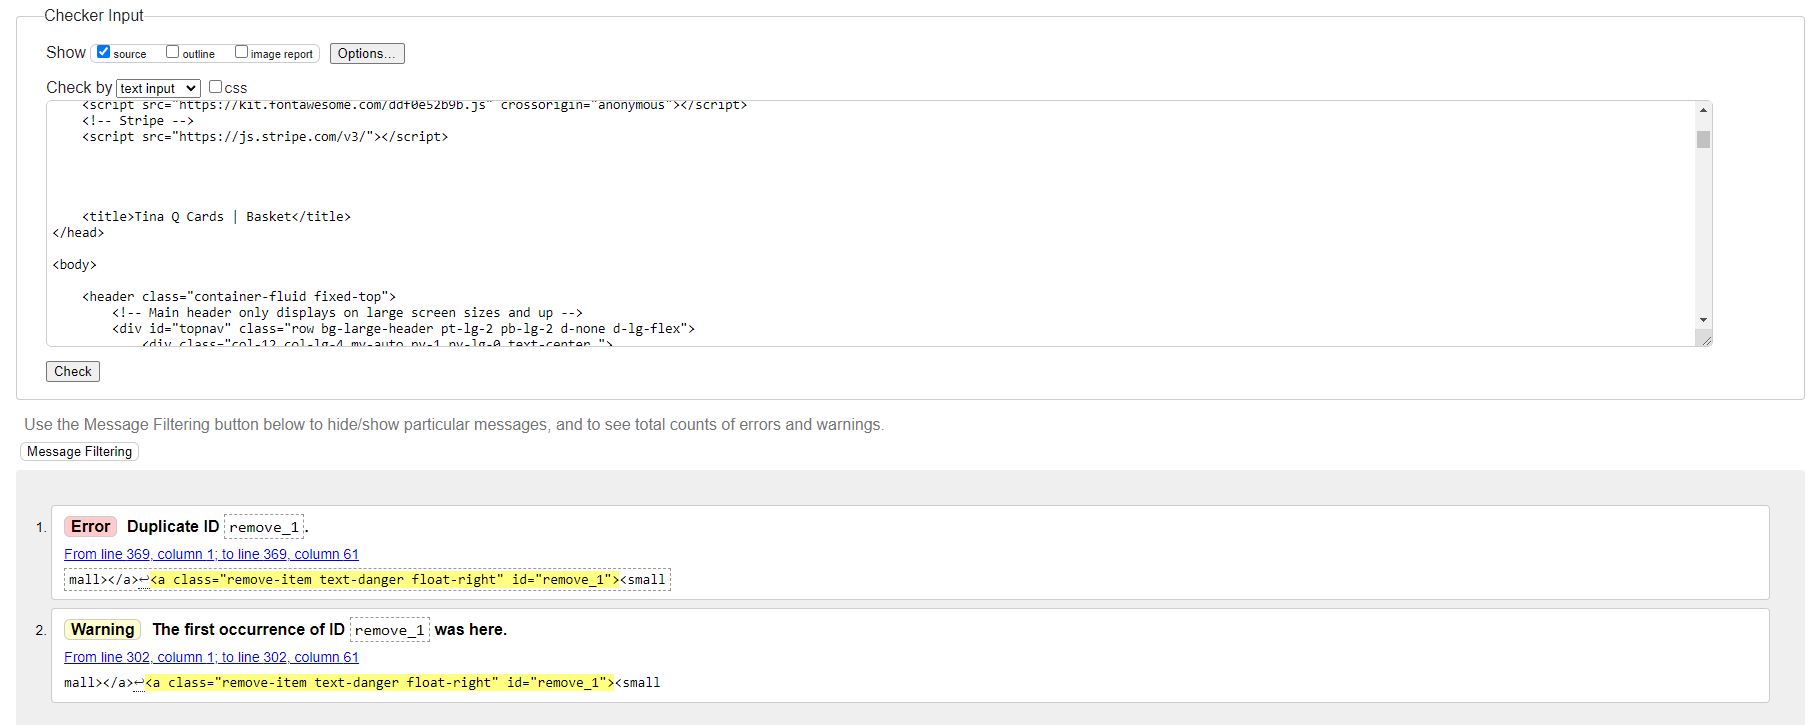 Checker Input
Show source outline image report Options...
Check by text input css
<script src="https://kit.fontawesome.com/ddf0e52b9b.js" crossorigin="anonymous"></script>
<!-- Stripe -->
<script src="https://js.stripe.com/v3/"></script>
<title>Tina Q Cards | Basket</title>
</head>
<body>
<header class="container-fluid fixed-top">
<!-- Main header only displays on large screen sizes and up -->
<div id="topnav" class="row bg-large-header pt-lg-2 pb-lg-2 d-none d-lg-flex">
<div class="col-12 col-lg-4 my-auto py-1 py-lg-0 text-center ">
Check
Use the Message Filtering button below to hide/show particular messages, and to see total counts of errors and warnings.
Message Filtering
1. Error Duplicate ID remove_1.
From line 369, column 1; to line 369, column 61
mall></a>↩<a class="remove-item text-danger float-right" id="remove_1"><small
2. Warning The first occurrence of ID remove_1 was here.
From line 302, column 1; to line 302, column 61
mall></a>↩<a class="remove-item text-danger float-right" id="remove_1"><small